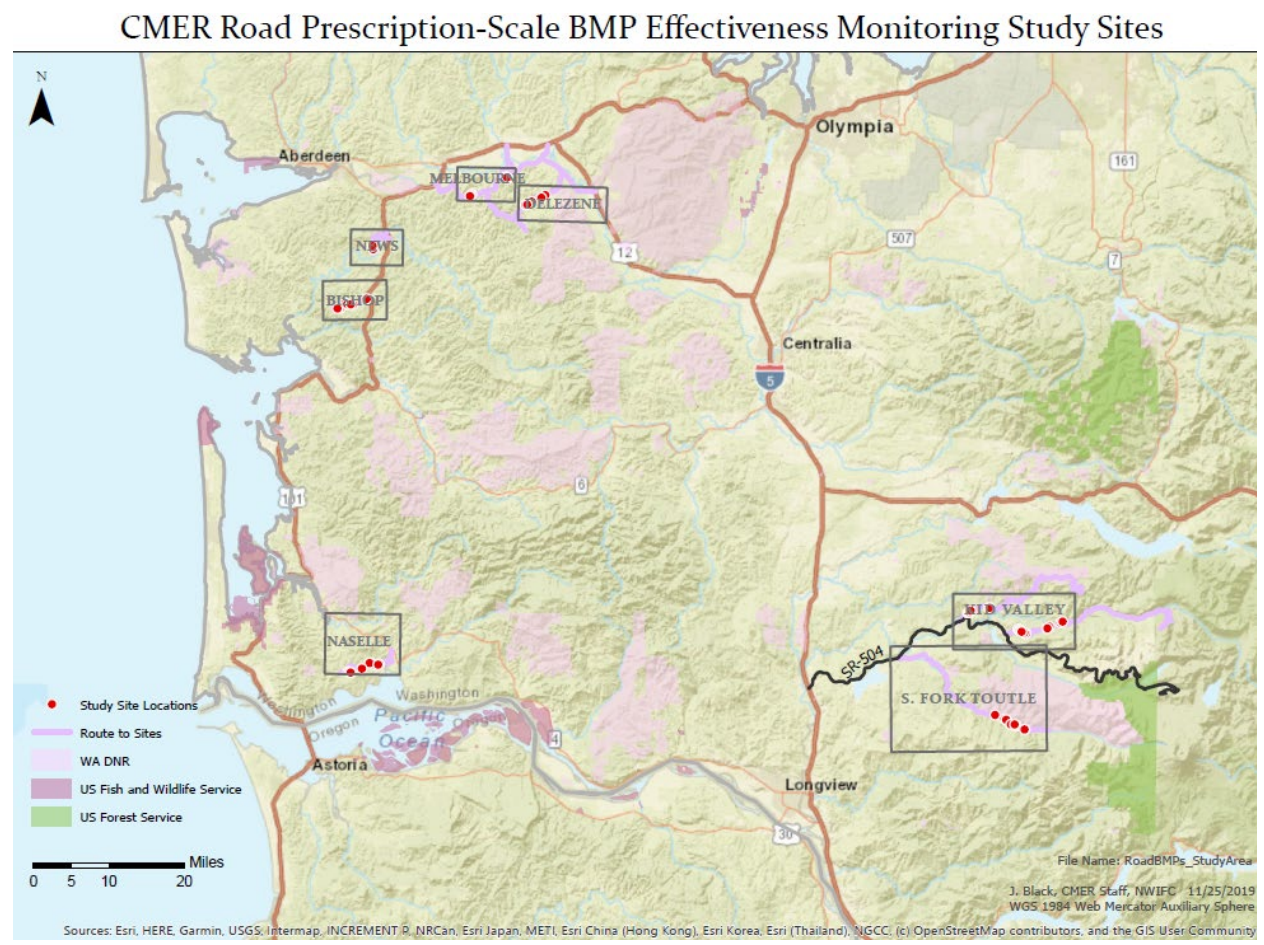 CMER Road Prescription-Scale BMP Effectiveness Monitoring Study Sites
N
Olympia
Aberdeen
161
MELBOURNE
DELEZENE
507
NEWS
12
7
BISHOP
Centralia
5
6
101
KID VALLEY
NASELLE
SR-504
S. FORK TOUTLE
Washington
Washington
Oregon
Oregon
Pacific
Ocean
4
Astoria
Longview
30
Study Site Locations
Route to Sites
WA DNR
US Fish and Wildlife Service
US Forest Service
Miles
0 5 10 20
File Name: RoadBMPs_StudyArea
J. Black, CMER Staff, NWIFC 11/25/2019
WGS 1984 Web Mercator Auxiliary Sphere
Sources: Esri, HERE, Garmin, USGS, Intermap, INCREMENT P, NRCan, Esri Japan, METI, Esri China (Hong Kong), Esri Korea, Esri (Thailand), NGCC, (c) OpenStreetMap contributors, and the GIS User Community